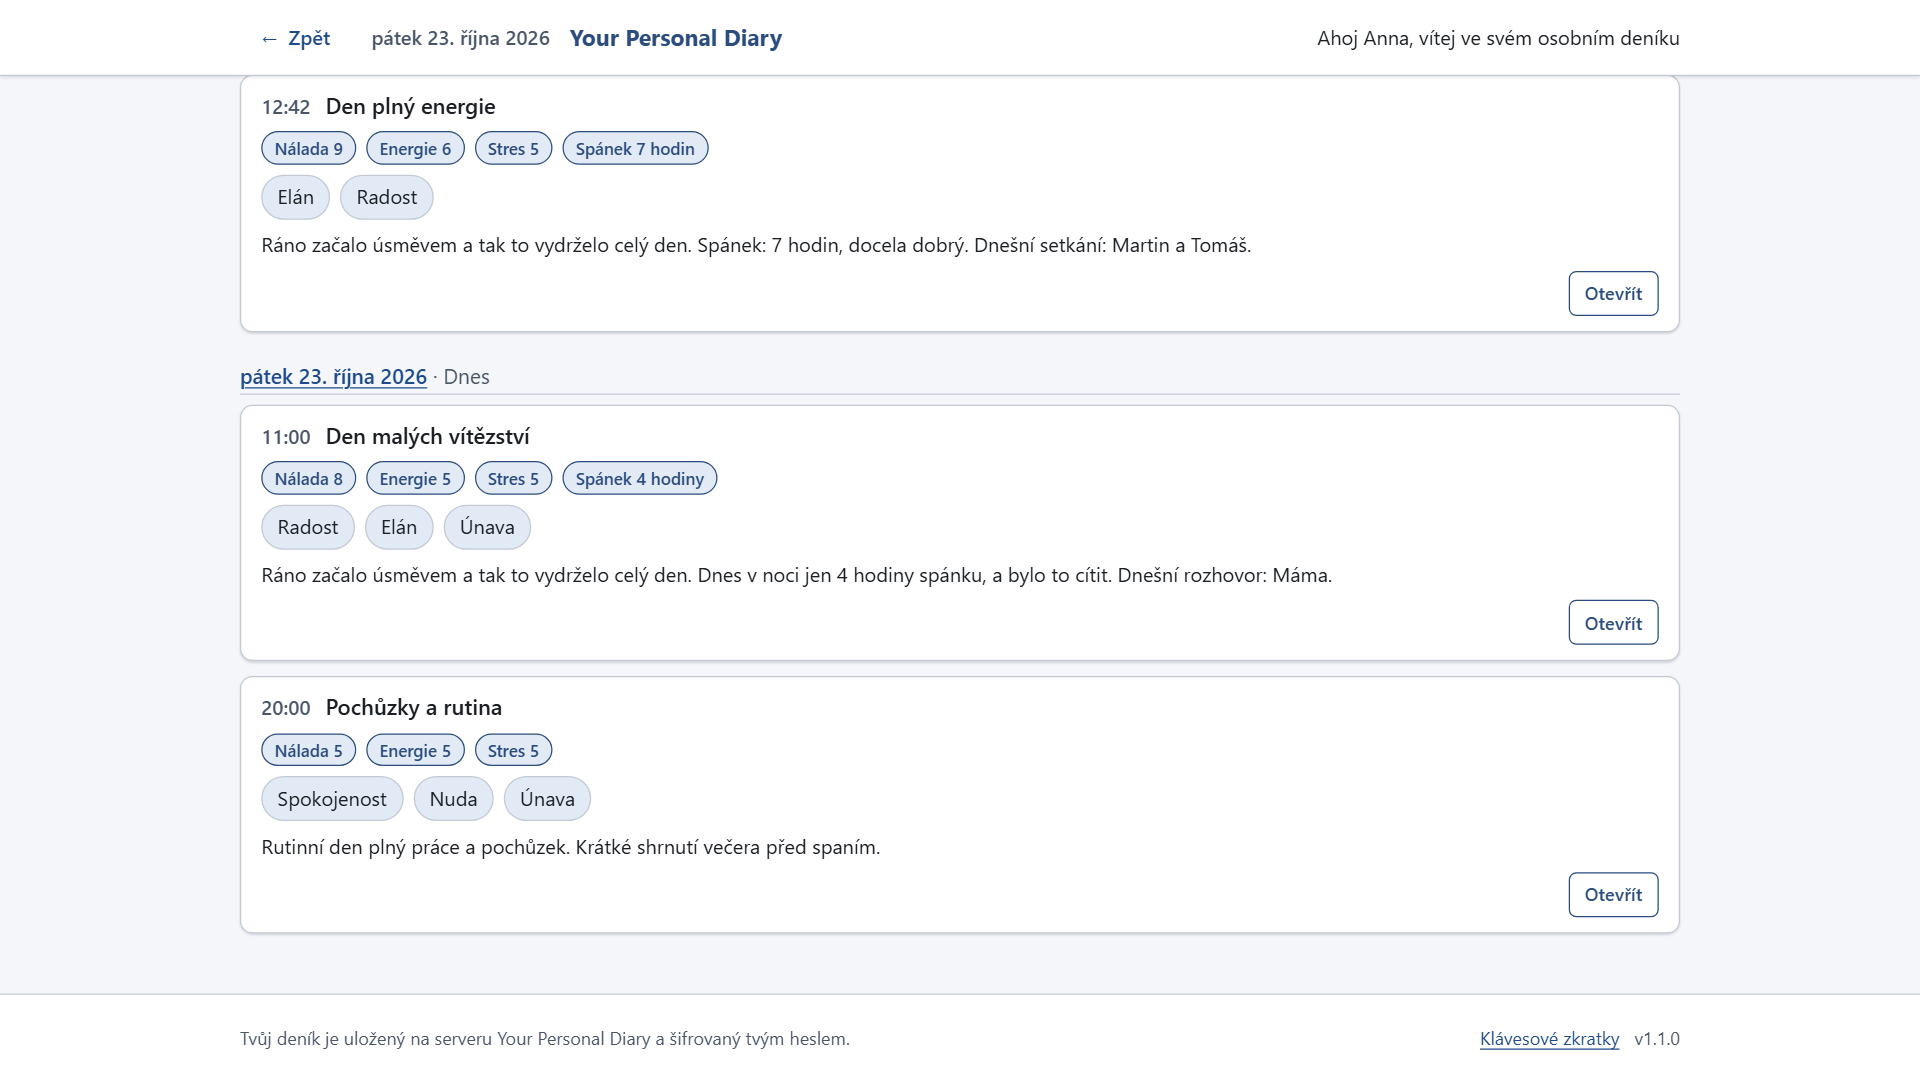 ← Zpět pátek 23. října 2026 Your Personal Diary Ahoj Anna, vítej ve svém osobním deníku
12:42 Den plný energie
Nálada 9 Energie 6 Stres 5 Spánek 7 hodin
Elán Radost
Ráno začalo úsměvem a tak to vydrželo celý den. Spánek: 7 hodin, docela dobrý. Dnešní setkání: Martin a Tomáš.
Otevřít
pátek 23. října 2026 · Dnes
11:00 Den malých vítězství
Nálada 8 Energie 5 Stres 5 Spánek 4 hodiny
Radost Elán Únava
Ráno začalo úsměvem a tak to vydrželo celý den. Dnes v noci jen 4 hodiny spánku, a bylo to cítit. Dnešní rozhovor: Máma.
Otevřít
20:00 Pochůzky a rutina
Nálada 5 Energie 5 Stres 5
Spokojenost Nuda Únava
Rutinní den plný práce a pochůzek. Krátké shrnutí večera před spaním.
Otevřít
Tvůj deník je uložený na serveru Your Personal Diary a šifrovaný tvým heslem. Klávesové zkratky v1.1.0